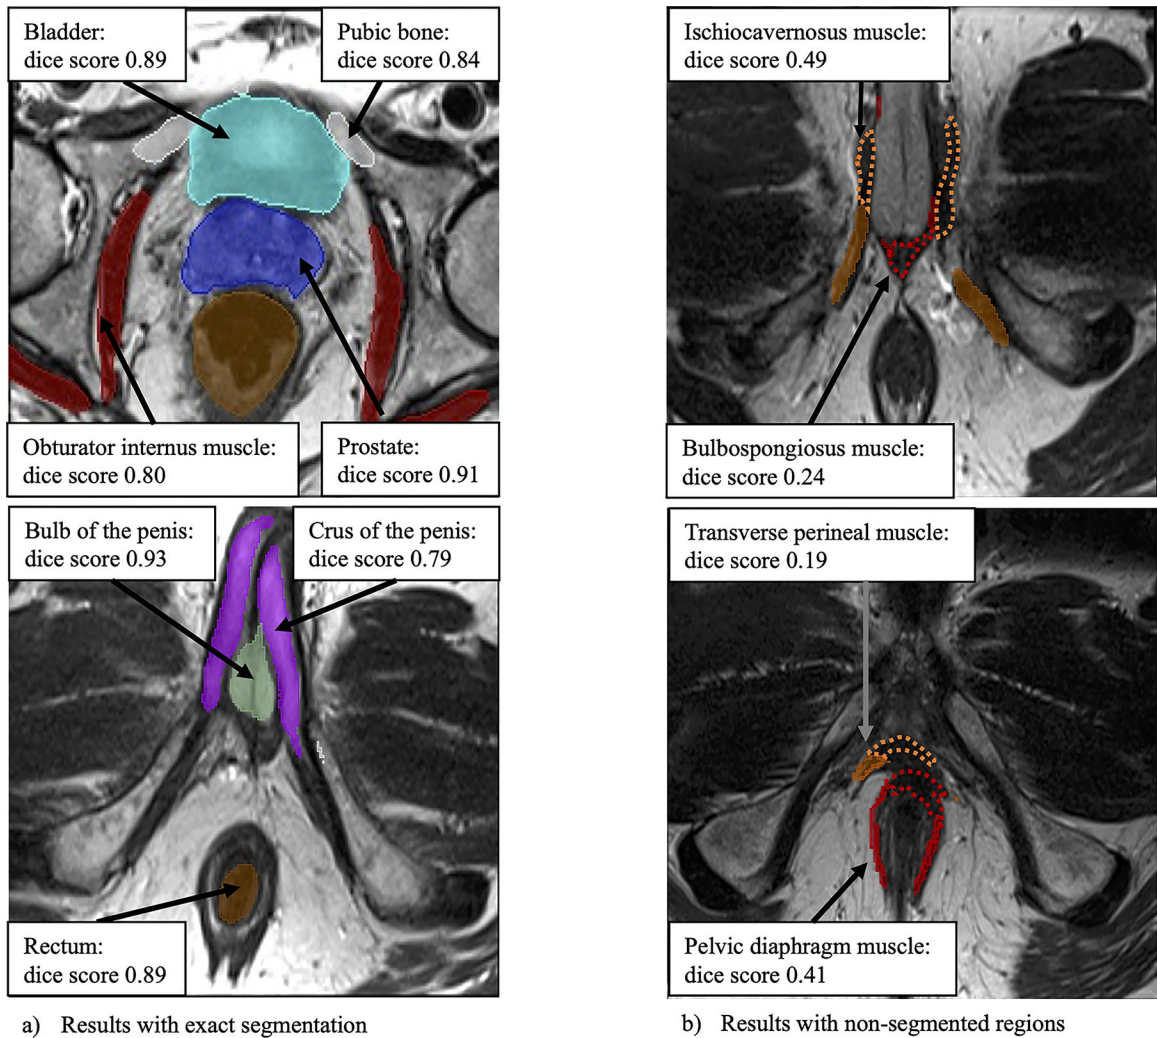 Bladder:
dice score 0.89
Pubic bone:
dice score 0.84
Obturator internus muscle:
dice score 0.80
Prostate:
dice score 0.91
Bulb of the penis:
dice score 0.93
Crus of the penis:
dice score 0.79
Rectum:
dice score 0.89
a) Results with exact segmentation
Ischiocavernosus muscle:
dice score 0.49
Bulbospongiosus muscle:
dice score 0.24
Transverse perineal muscle:
dice score 0.19
Pelvic diaphragm muscle:
dice score 0.41
b) Results with non-segmented regions